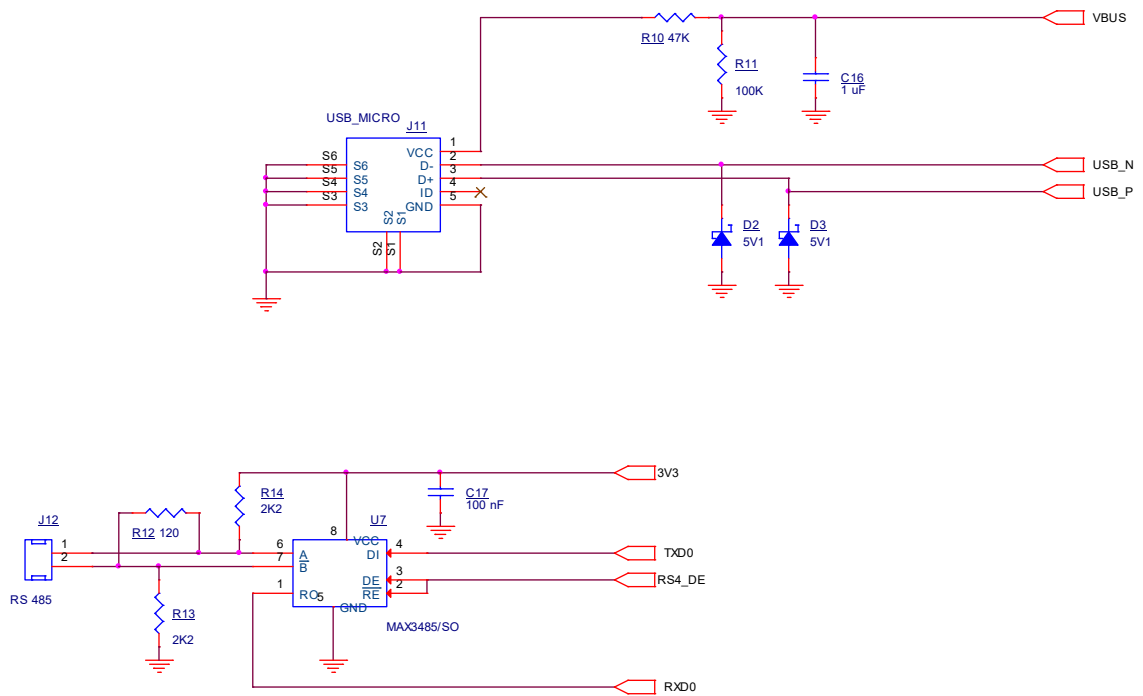 VBUS
R10 47K
R11
100K
C16
1 uF
USB_MICRO
J11
1
VCC
2
D-
3
D+
4
ID
5
GND
S6
S6
S5
S5
S4
S4
S3
S3
S2
S1
S2
S1
USB_N
USB_P
D2
5V1
D3
5V1
3V3
R14
2K2
C17
100 nF
J12
R12 120
U7
8
VCC
1
2
6
A
7
B
4
DI
TXD0
3
DE
2
RE
RS4_DE
1
RO
5
GND
RS 485
R13
2K2
MAX3485/SO
RXD0